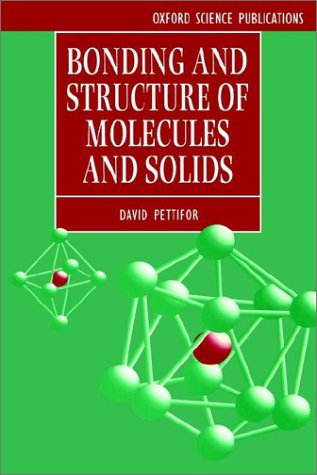 OXFORD SCIENCE PUBLICATIONS
BONDING AND
STRUCTURE OF
MOLECULES
AND SOLIDS
DAVID PETTIFOR